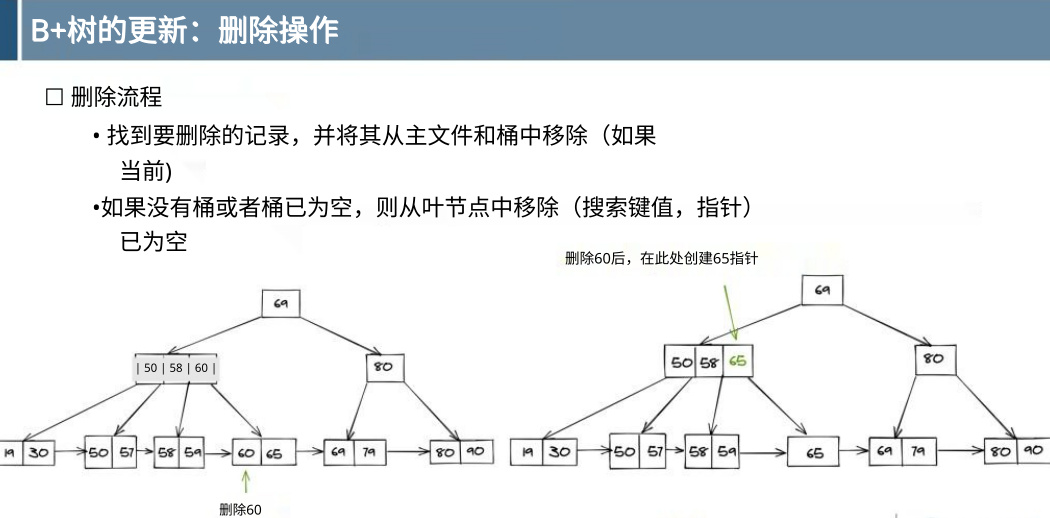 B+树的更新：删除操作
□ 删除流程
• 找到要删除的记录，并将其从主文件和桶中移除（如果
当前)
•如果没有桶或者桶已为空，则从叶节点中移除（搜索键值，指针）
已为空
删除60后，在此处创建65指针
69
| 50 | 58 | 60 |
80
19 30
50 57
58 59
60 65
69 79
80 90
删除60
69
50 58 65
80
19 30
50 57
58 59
65
69 79
80 90